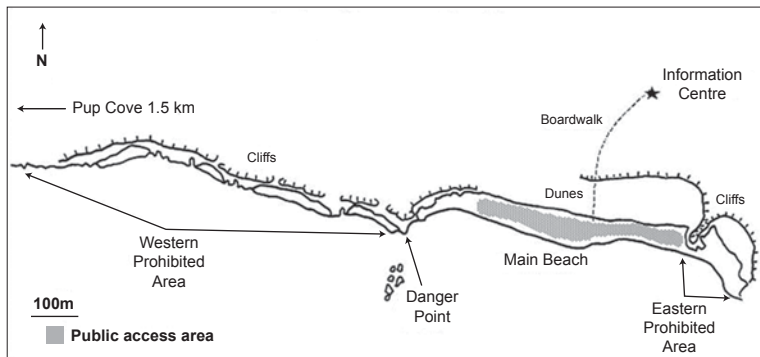 N
Pup Cove 1.5 km
Information
Centre
Boardwalk
Cliffs
Dunes
Cliffs
Western
Prohibited
Area
Main Beach
Danger
Point
Eastern
Prohibited
Area
100m
Public access area